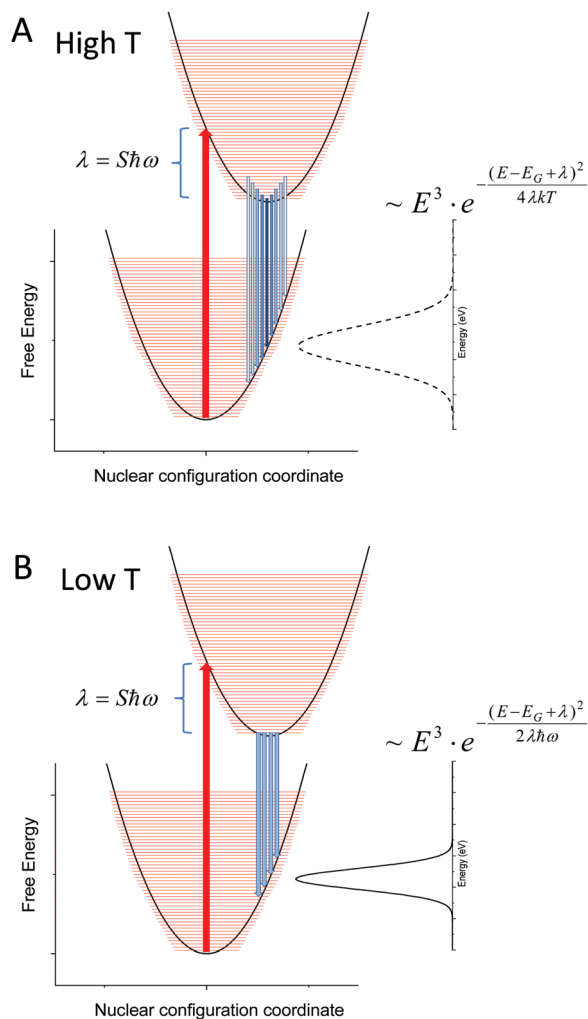 A
High T
λ = Sħω
~ E³ · e^{-(E−E_G+λ)²/4λkT}
Free Energy
Energy (eV)
Nuclear configuration coordinate
B
Low T
λ = Sħω
~ E³ · e^{-(E−E_G+λ)²/2λħω}
Free Energy
Energy (eV)
Nuclear configuration coordinate